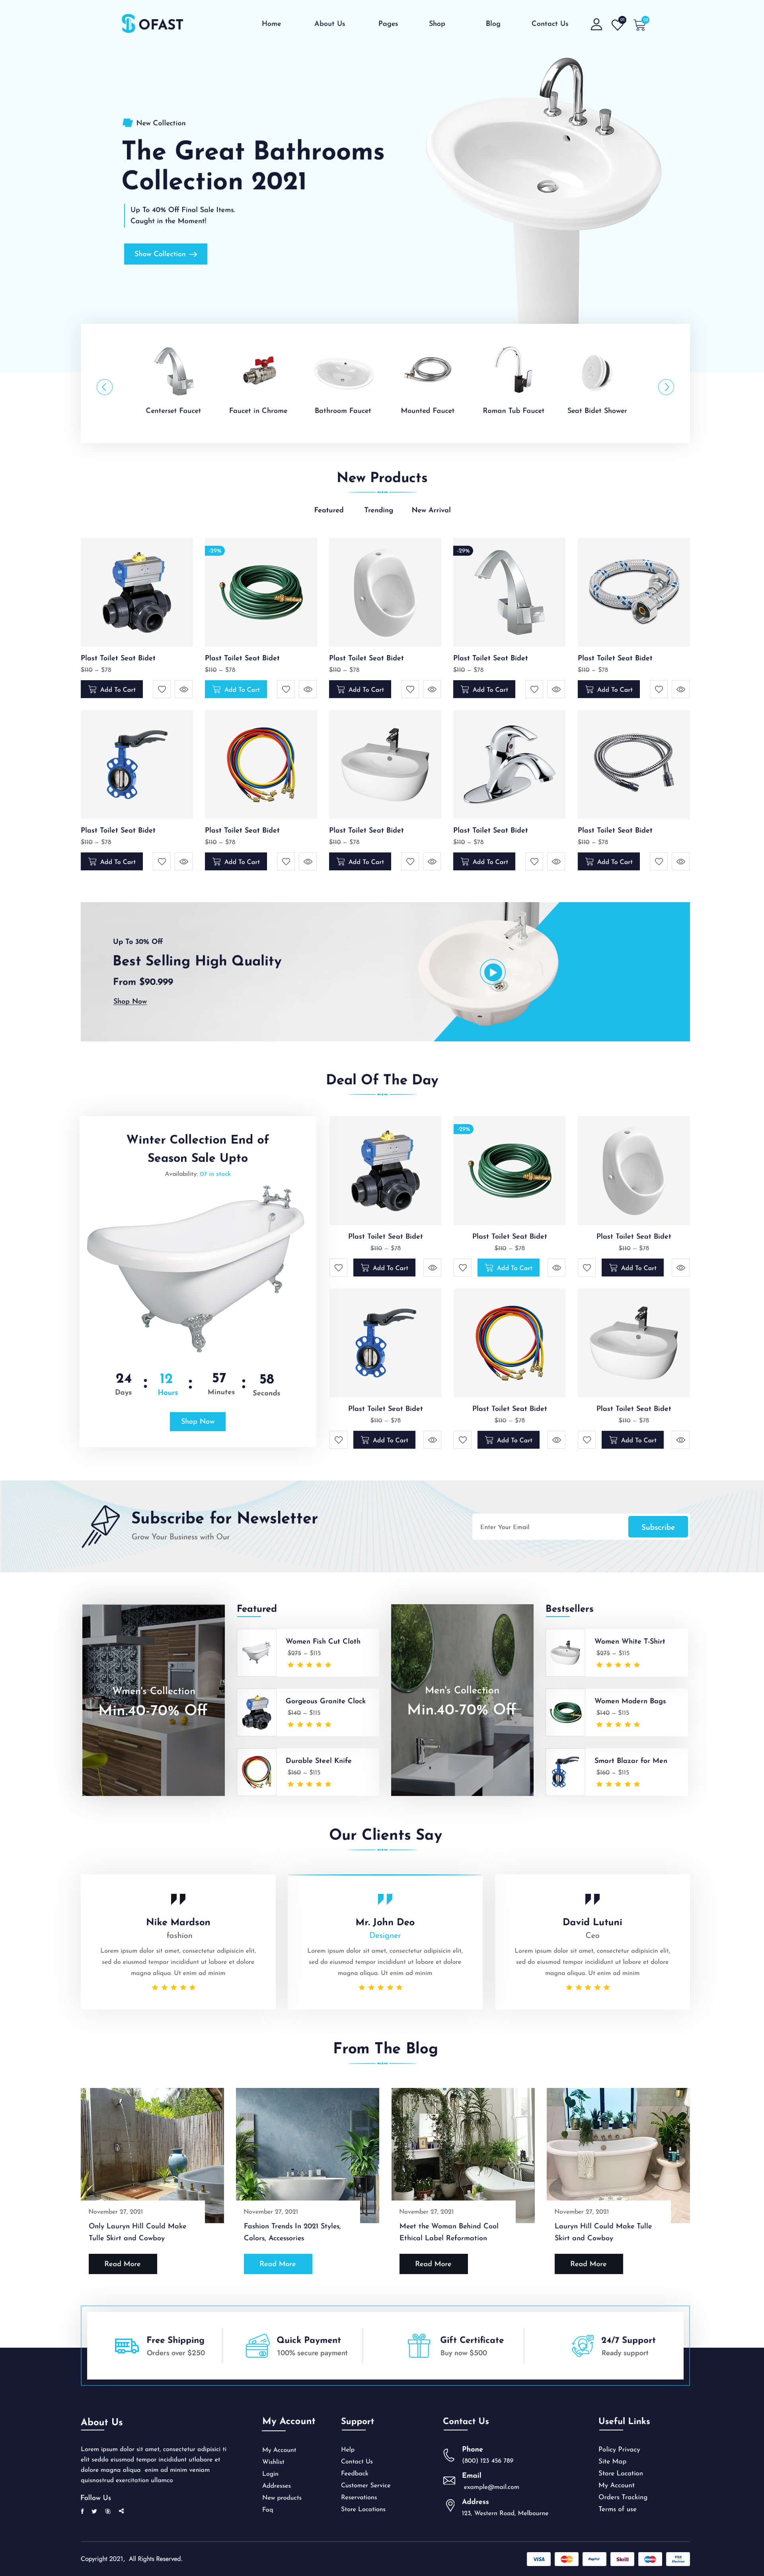 SOFAST
Home About Us Pages Shop Blog Contact Us
New Collection
The Great Bathrooms
Collection 2021
Up To 40% Off Final Sale Items.
Caught in the Moment!
Show Collection
Centerset Faucet
Faucet in Chrome
Bathroom Faucet
Mounted Faucet
Roman Tub Faucet
Seat Bidet Shower
New Products
Featured Trending New Arrival
-29%
-29%
Plast Toilet Seat Bidet
$110 – $78
Add To Cart
Plast Toilet Seat Bidet
$110 – $78
Add To Cart
Plast Toilet Seat Bidet
$110 – $78
Add To Cart
Plast Toilet Seat Bidet
$110 – $78
Add To Cart
Plast Toilet Seat Bidet
$110 – $78
Add To Cart
Plast Toilet Seat Bidet
$110 – $78
Add To Cart
Plast Toilet Seat Bidet
$110 – $78
Add To Cart
Plast Toilet Seat Bidet
$110 – $78
Add To Cart
Plast Toilet Seat Bidet
$110 – $78
Add To Cart
Plast Toilet Seat Bidet
$110 – $78
Add To Cart
Up To 30% Off
Best Selling High Quality
From $90.999
Shop Now
Deal Of The Day
Winter Collection End of
Season Sale Upto
Availability: 07 in stock
24 : 12 : 57 : 58
Days Hours Minutes Seconds
Shop Now
-29%
Plast Toilet Seat Bidet
$110 – $78
Add To Cart
Plast Toilet Seat Bidet
$110 – $78
Add To Cart
Plast Toilet Seat Bidet
$110 – $78
Add To Cart
Plast Toilet Seat Bidet
$110 – $78
Add To Cart
Plast Toilet Seat Bidet
$110 – $78
Add To Cart
Plast Toilet Seat Bidet
$110 – $78
Add To Cart
Subscribe for Newsletter
Grow Your Business with Our
Enter Your Email
Subscribe
Wmen's Collection
Min.40-70% Off
Featured
Women Fish Cut Cloth
$275 – $115
Gorgeous Granite Clock
$140 – $115
Durable Steel Knife
$160 – $115
Men's Collection
Min.40-70% Off
Bestsellers
Women White T-Shirt
$275 – $115
Women Modern Bags
$140 – $115
Smart Blazar for Men
$160 – $115
Our Clients Say
Nike Mardson
fashion
Lorem ipsum dolor sit amet, consectetur adipisicin elit,
sed do eiusmod tempor incididunt ut labore et dolore
magna aliqua. Ut enim ad minim
Mr. John Deo
Designer
Lorem ipsum dolor sit amet, consectetur adipisicin elit,
sed do eiusmod tempor incididunt ut labore et dolore
magna aliqua. Ut enim ad minim
David Lutuni
Ceo
Lorem ipsum dolor sit amet, consectetur adipisicin elit,
sed do eiusmod tempor incididunt ut labore et dolore
magna aliqua. Ut enim ad minim
From The Blog
November 27, 2021
Only Lauryn Hill Could Make
Tulle Skirt and Cowboy
Read More
November 27, 2021
Fashion Trends In 2021 Styles,
Colors, Accessories
Read More
November 27, 2021
Meet the Woman Behind Cool
Ethical Label Reformation
Read More
November 27, 2021
Lauryn Hill Could Make Tulle
Skirt and Cowboy
Read More
Free Shipping
Orders over $250
Quick Payment
100% secure payment
Gift Certificate
Buy now $500
24/7 Support
Ready support
About Us
Lorem ipsum dolor sit amet, consectetur adipisici ti
elit seddo eiusmod tempor incididunt utlabore et
dolore magna aliqua enim ad minim veniam
quisnostrud exercitation ullamco
Follow Us
My Account
My Account
Wishlist
Login
Addresses
New products
Faq
Support
Help
Contact Us
Feedback
Customer Service
Reservations
Store Locations
Contact Us
Phone
(800) 123 456 789
Email
example@mail.com
Address
123, Western Road, Melbourne
Useful Links
Policy Privacy
Site Map
Store Location
My Account
Orders Tracking
Terms of use
Copyright 2021, All Rights Reserved.
VISA
PayPal
Skrill